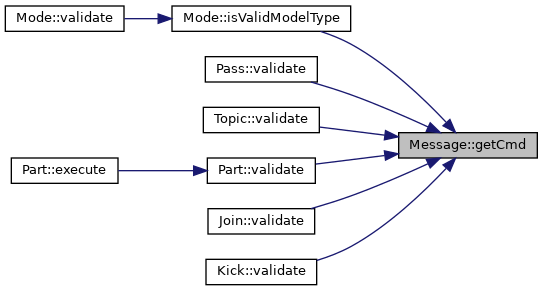 Mode::validate
Mode::isValidModelType
Pass::validate
Topic::validate
Message::getCmd
Part::execute
Part::validate
Join::validate
Kick::validate